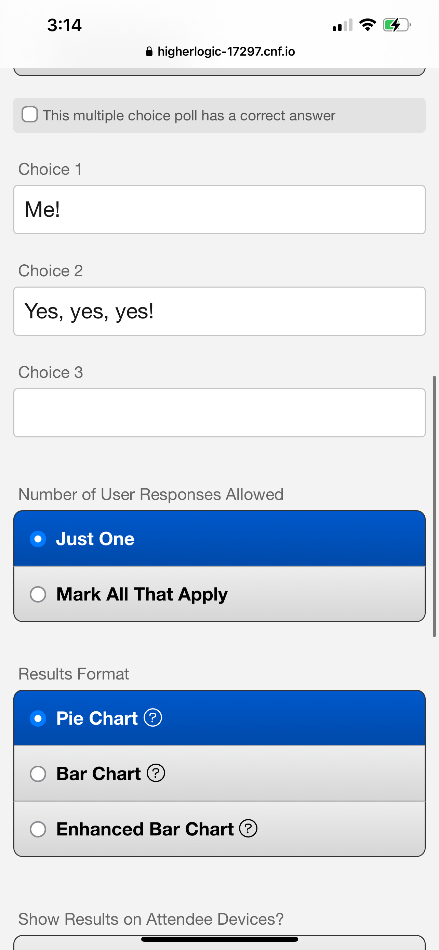 3:14
higherlogic-17297.cnf.io
This multiple choice poll has a correct answer
Choice 1
Me!
Choice 2
Yes, yes, yes!
Choice 3
Number of User Responses Allowed
Just One
Mark All That Apply
Results Format
Pie Chart ?
Bar Chart ?
Enhanced Bar Chart ?
Show Results on Attendee Devices?